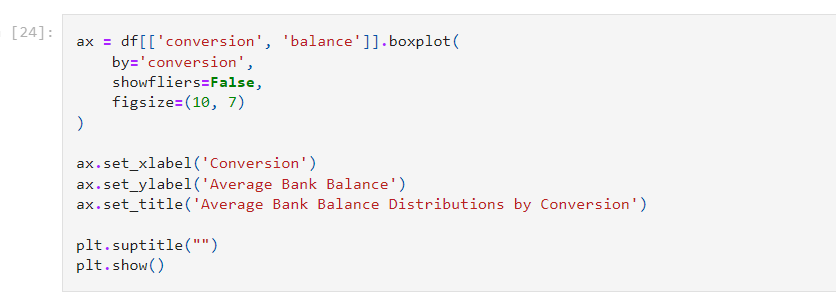 [24]:
ax = df[['conversion', 'balance']].boxplot(
    by='conversion',
    showfliers=False,
    figsize=(10, 7)
)

ax.set_xlabel('Conversion')
ax.set_ylabel('Average Bank Balance')
ax.set_title('Average Bank Balance Distributions by Conversion')

plt.suptitle("")
plt.show()